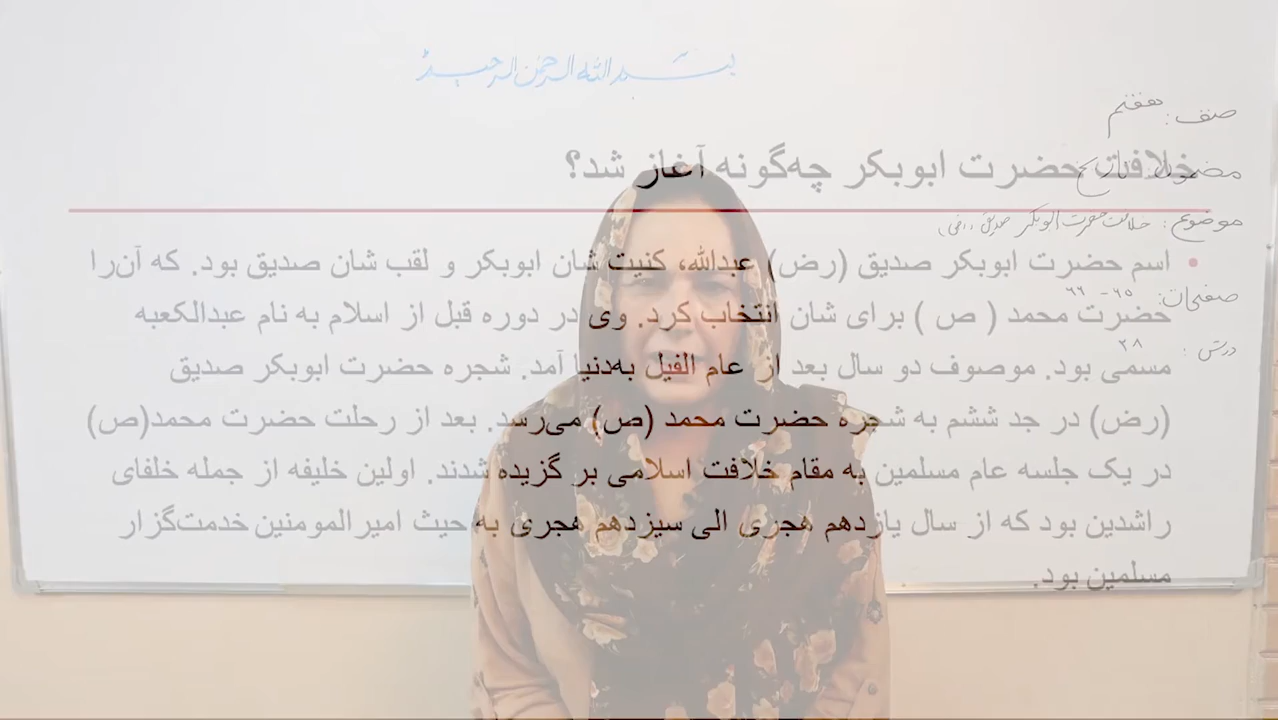 بسم الله الرحمن الرحیم
صنف: هفتم
مضمون: تاریخ
موضوع: خلافت حضرت ابوبکر صدیق (رض)
صفحات: ۶۵-۶۶
درس: ۲۸
خلافت حضرت ابوبکر چه‌گونه آغاز شد؟
• اسم حضرت ابوبکر صدیق (رض) عبدالله، کنیت شان ابوبکر و لقب شان صدیق بود. که آن‌را
حضرت محمد ( ص ) برای شان انتخاب کرد. وی در دوره قبل از اسلام به نام عبدالکعبه
مسمی بود. موصوف دو سال بعد از عام الفیل به‌دنیا آمد. شجره حضرت ابوبکر صدیق
(رض) در جد ششم به شجره حضرت محمد (ص) می‌رسد. بعد از رحلت حضرت محمد(ص)
در یک جلسه عام مسلمین به مقام خلافت اسلامی بر گزیده شدند. اولین خلیفه از جمله خلفای
راشدین بود که از سال یازدهم هجری الی سیزدهم هجری به حیث امیرالمومنین خدمت‌گزار
مسلمین بود.